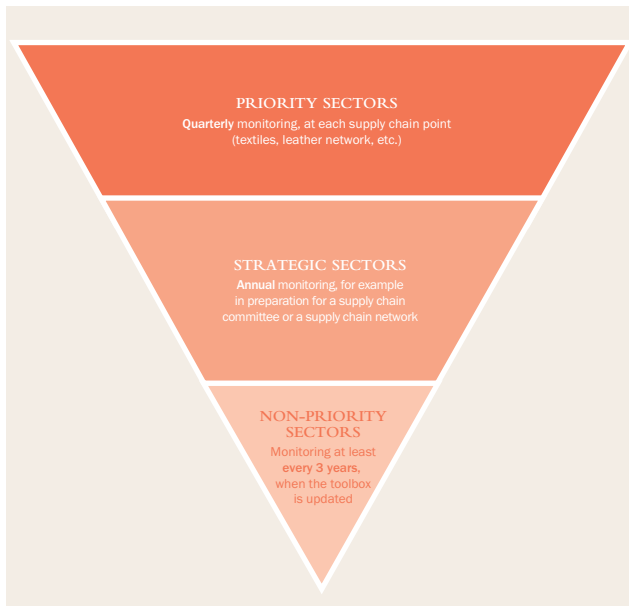 PRIORITY SECTORS
Quarterly monitoring, at each supply chain point
(textiles, leather network, etc.)
STRATEGIC SECTORS
Annual monitoring, for example
in preparation for a supply chain
committee or a supply chain network
NON-PRIORITY
SECTORS
Monitoring at least
every 3 years,
when the toolbox
is updated